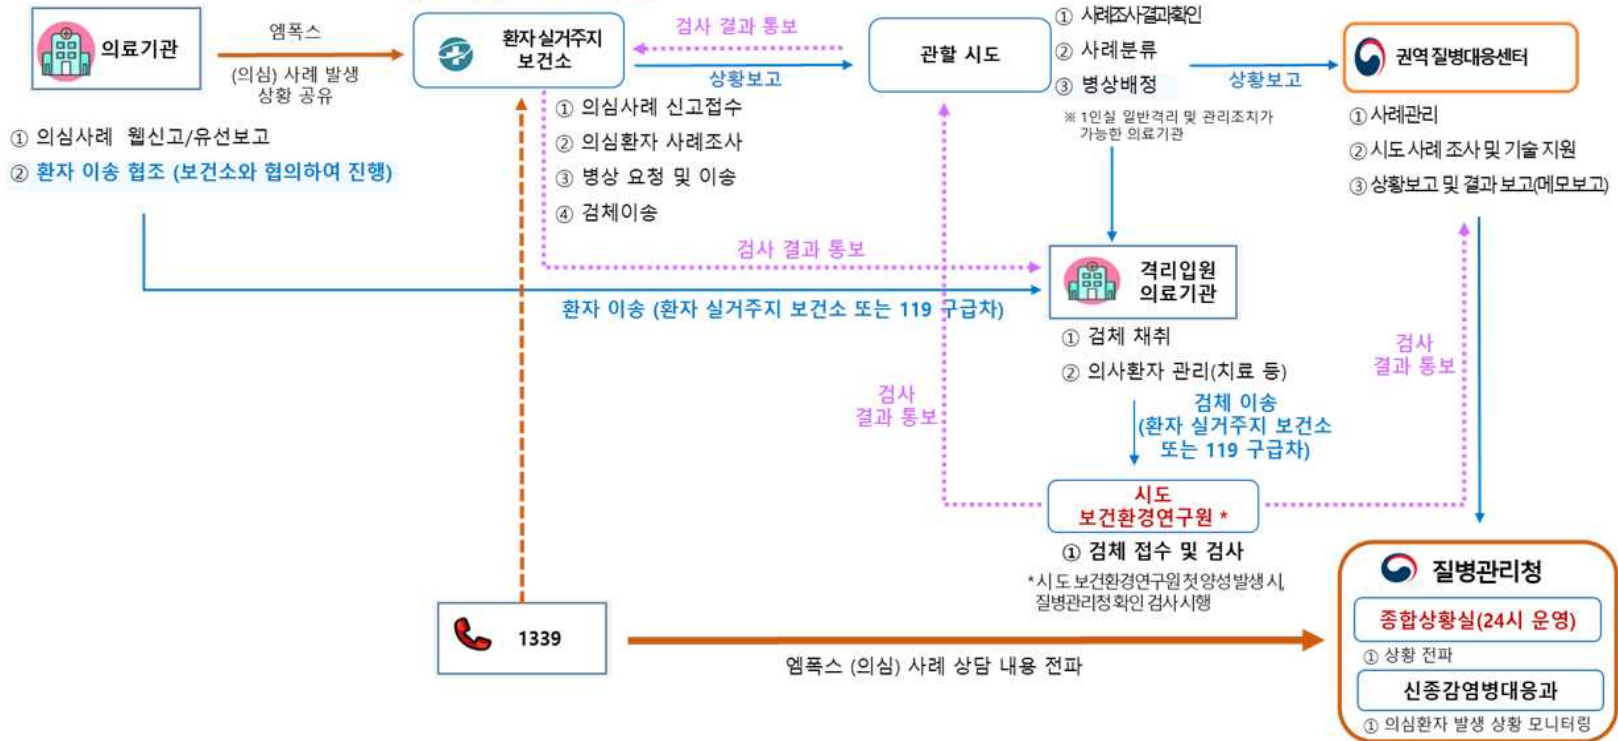 의료기관
엠폭스
(의심) 사례 발생
상황 공유
① 의심사례 웹신고/유선보고
② 환자 이송 협조 (보건소와 협의하여 진행)
환자 실거주지
보건소
① 의심사례 신고접수
② 의심환자 사례조사
③ 병상 요청 및 이송
④ 검체이송
검사 결과 통보
상황보고
관할 시도
① 사례조사결과확인
② 사례분류
③ 병상배정
※ 1인실 일반격리 및 관리조치가
가능한 의료기관
상황보고
권역 질병대응센터
① 사례관리
② 시도 사례 조사 및 기술 지원
③ 상황보고 및 결과 보고(메모보고)
검사 결과 통보
환자 이송 (환자 실거주지 보건소 또는 119 구급차)
격리입원
의료기관
① 검체 채취
② 의사환자 관리(치료 등)
검사
결과 통보
검체 이송
(환자 실거주지 보건소
또는 119 구급차)
검사
결과 통보
시도
보건환경연구원 *
① 검체 접수 및 검사
* 시도 보건환경연구원 첫 양성 발생 시,
질병관리청 확인 검사 시행
1339
엠폭스 (의심) 사례 상담 내용 전파
질병관리청
종합상황실(24시 운영)
① 상황 전파
신종감염병대응과
① 의심환자 발생 상황 모니터링